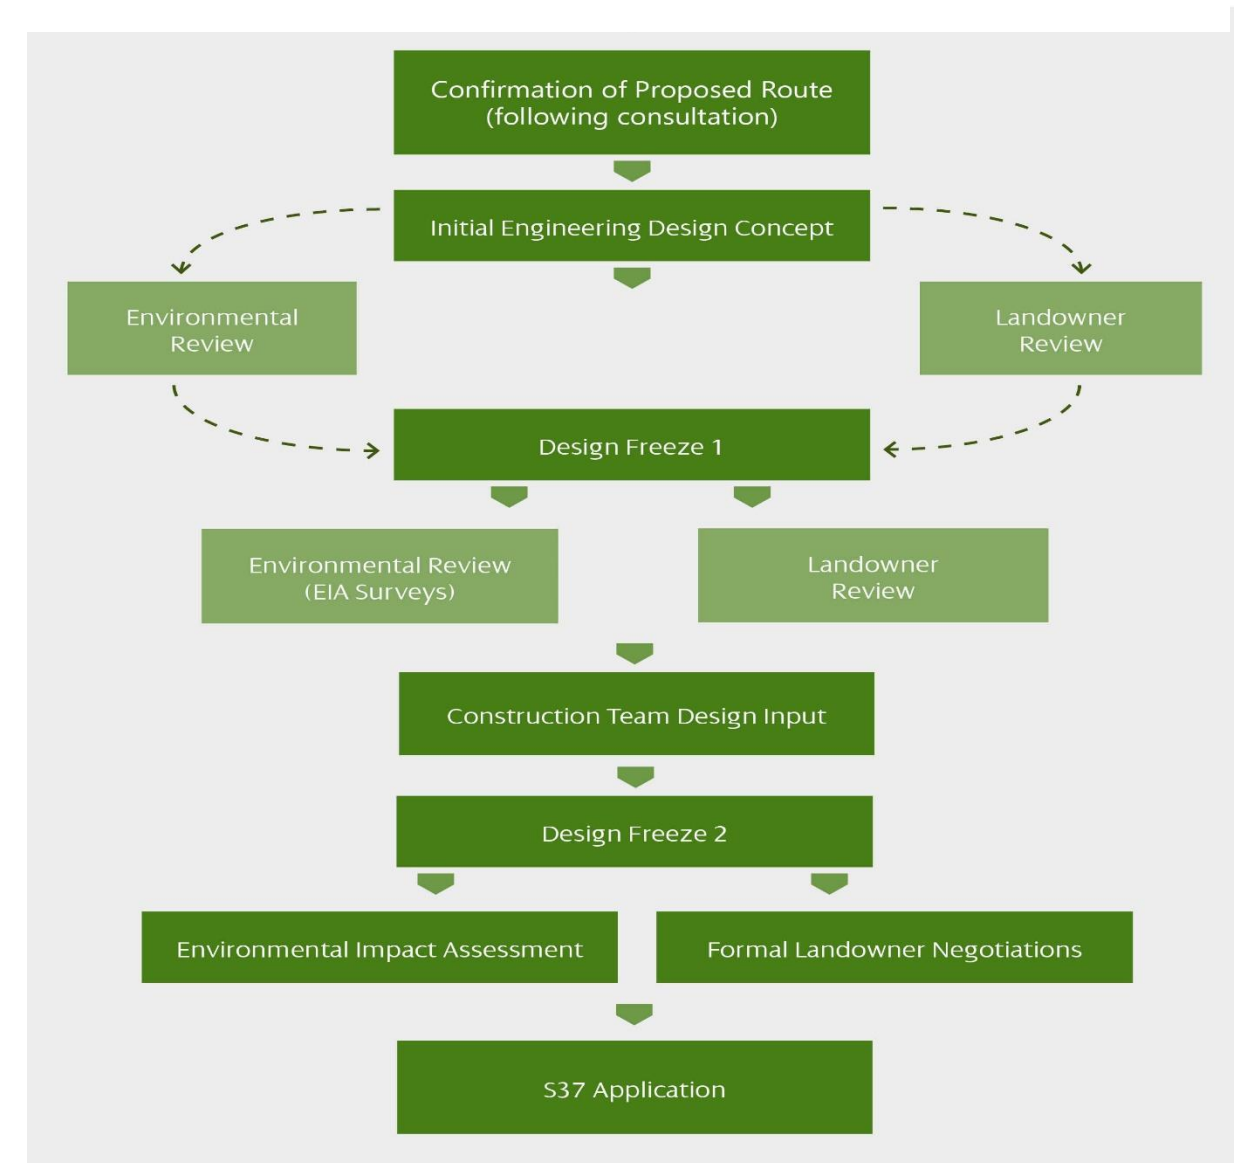 Confirmation of Proposed Route
(following consultation)
Initial Engineering Design Concept
Environmental
Review
Landowner
Review
Design Freeze 1
Environmental Review
(EIA Surveys)
Landowner
Review
Construction Team Design Input
Design Freeze 2
Environmental Impact Assessment
Formal Landowner Negotiations
S37 Application